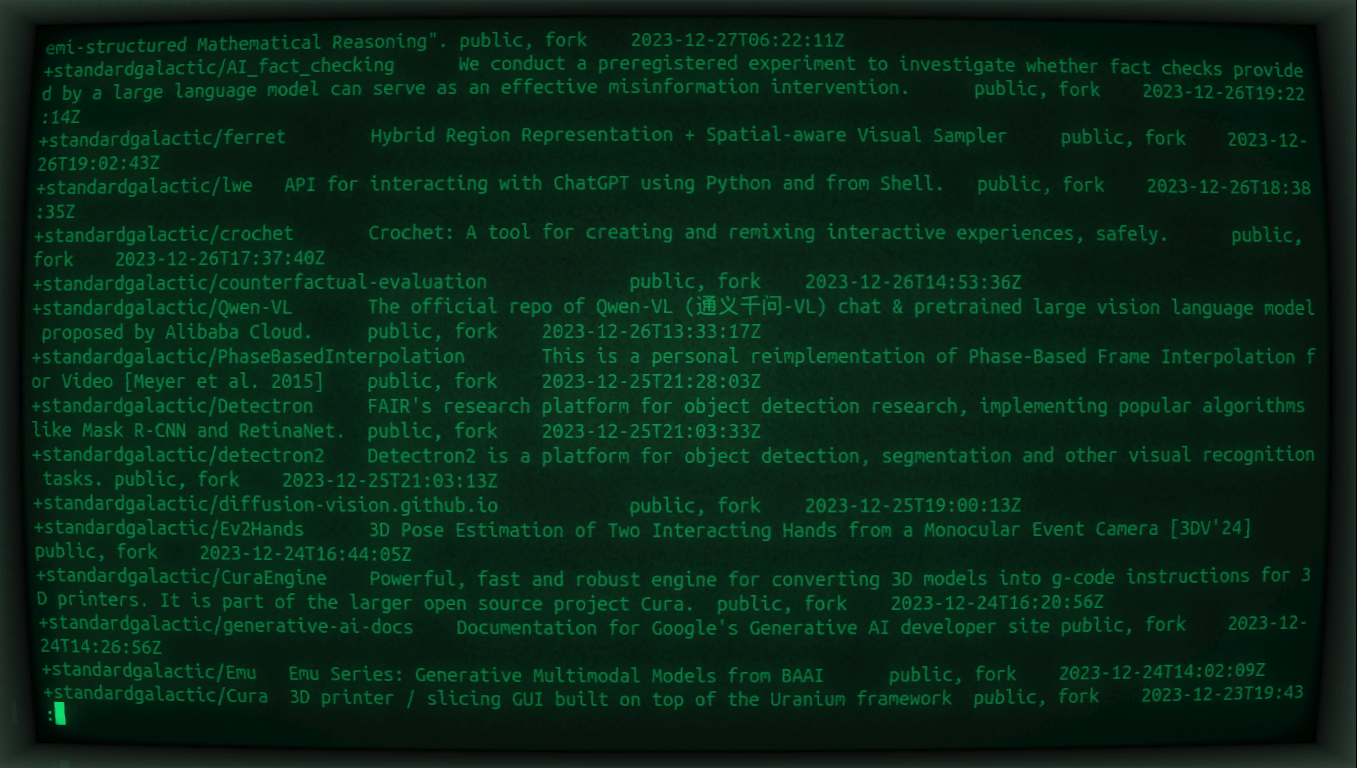 emi-structured Mathematical Reasoning". public, fork    2023-12-27T06:22:11Z
+standardgalactic/AI_fact_checking      We conduct a preregistered experiment to investigate whether fact checks provide
d by a large language model can serve as an effective misinformation intervention.      public, fork    2023-12-26T19:22
:14Z
+standardgalactic/ferret        Hybrid Region Representation + Spatial-aware Visual Sampler     public, fork    2023-12-
26T19:02:43Z
+standardgalactic/lwe   API for interacting with ChatGPT using Python and from Shell.   public, fork    2023-12-26T18:38
:35Z
+standardgalactic/crochet       Crochet: A tool for creating and remixing interactive experiences, safely.      public,
fork    2023-12-26T17:37:40Z
+standardgalactic/counterfactual-evaluation             public, fork    2023-12-26T14:53:36Z
+standardgalactic/Qwen-VL       The official repo of Qwen-VL (通义千问-VL) chat & pretrained large vision language model
 proposed by Alibaba Cloud.     public, fork    2023-12-26T13:33:17Z
+standardgalactic/PhaseBasedInterpolation       This is a personal reimplementation of Phase-Based Frame Interpolation f
or Video [Meyer et al. 2015]    public, fork    2023-12-25T21:28:03Z
+standardgalactic/Detectron     FAIR's research platform for object detection research, implementing popular algorithms
like Mask R-CNN and RetinaNet.  public, fork    2023-12-25T21:03:33Z
+standardgalactic/detectron2    Detectron2 is a platform for object detection, segmentation and other visual recognition
 tasks. public, fork    2023-12-25T21:03:13Z
+standardgalactic/diffusion-vision.github.io            public, fork    2023-12-25T19:00:13Z
+standardgalactic/Ev2Hands      3D Pose Estimation of Two Interacting Hands from a Monocular Event Camera [3DV'24]
public, fork    2023-12-24T16:44:05Z
+standardgalactic/CuraEngine    Powerful, fast and robust engine for converting 3D models into g-code instructions for 3
D printers. It is part of the larger open source project Cura.  public, fork    2023-12-24T16:20:56Z
+standardgalactic/generative-ai-docs    Documentation for Google's Generative AI developer site public, fork    2023-12-
24T14:26:56Z
+standardgalactic/Emu   Emu Series: Generative Multimodal Models from BAAI      public, fork    2023-12-24T14:02:09Z
+standardgalactic/Cura  3D printer / slicing GUI built on top of the Uranium framework  public, fork    2023-12-23T19:43
: